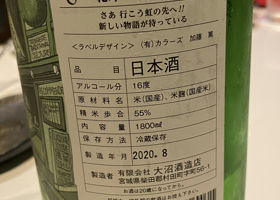 さあ 行こう虹の先へ!!
新しい物語が待っている
<ラベルデザイン> (有)カラーズ 加藤 篤
品目 日本酒
アルコール分 16度
原材料名 米(国産)、米麹(国産米)
精米歩合 55%
内容量 1800㎖
保存方法 冷蔵保存
製造年月 2020.8
製造者 有限会社 大沼酒造店
宮城県柴田郡村田町字町56-1
お酒は20歳になってから。